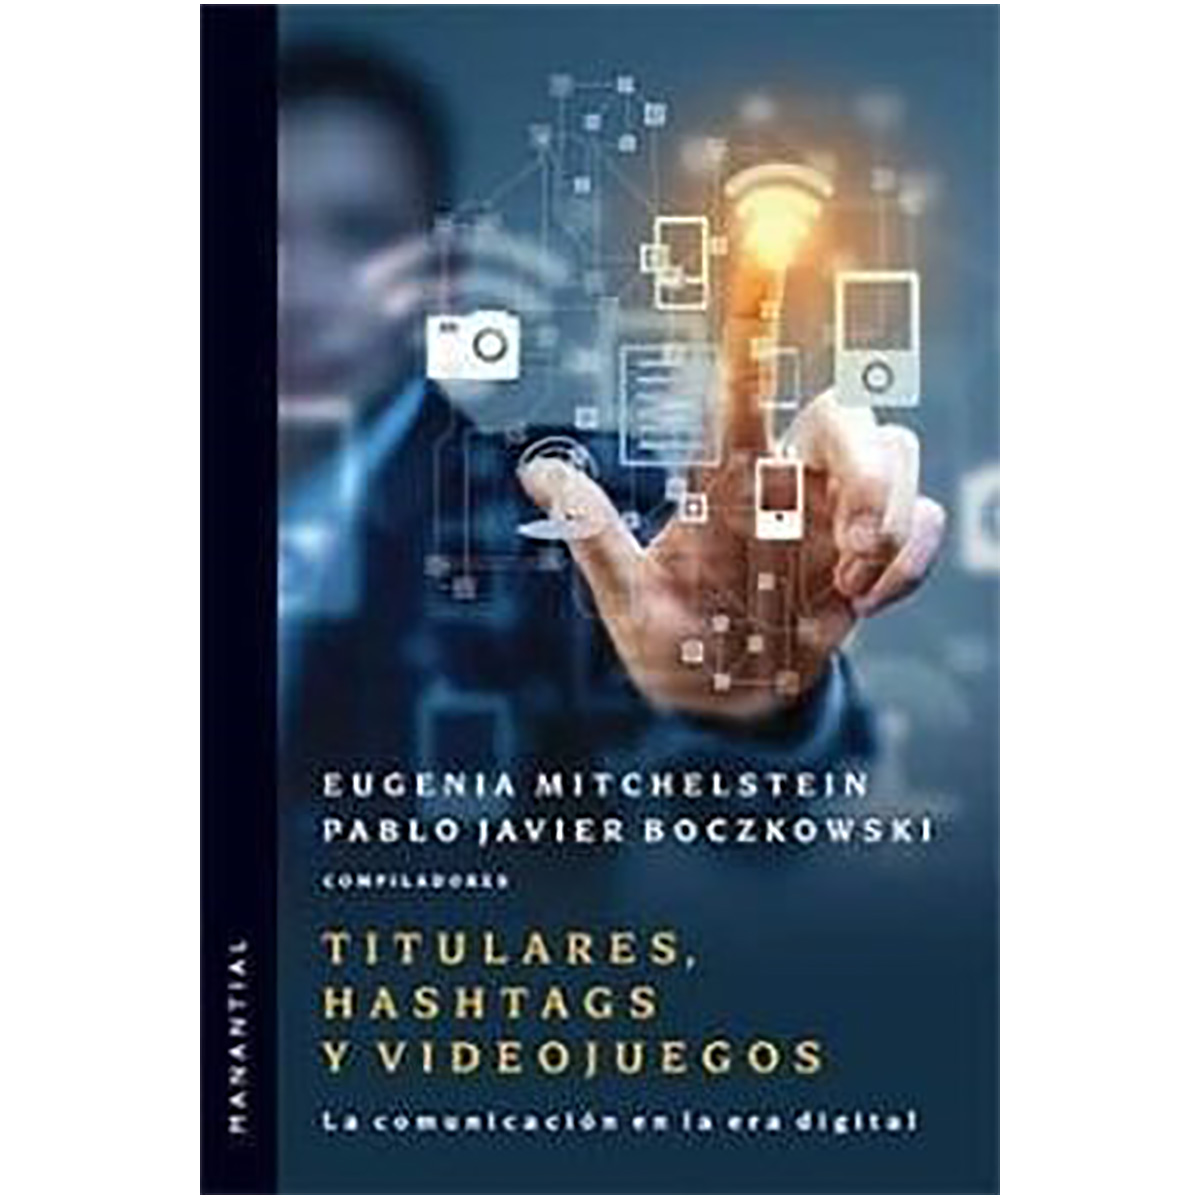 EUGENIA MITCHELSTEIN
PABLO JAVIER BOCZKOWSKI
COMPILADORES
TITULARES,
HASHTAGS
Y VIDEOJUEGOS
La comunicación en la era digital
MANANTIAL